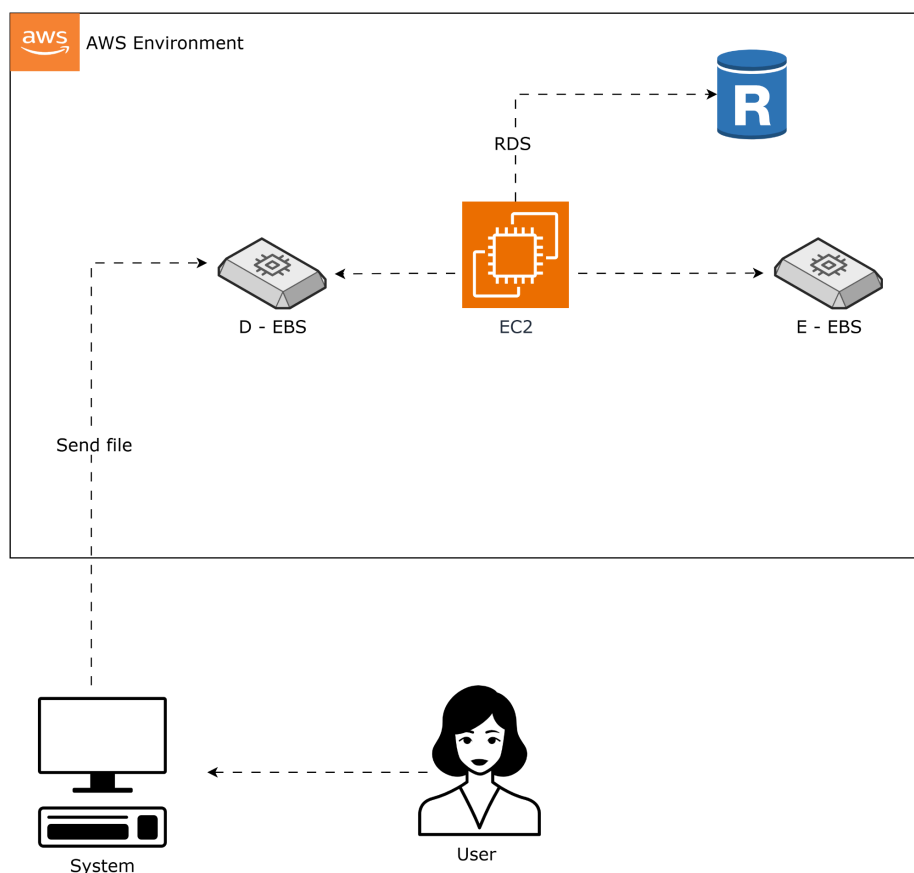 aws
AWS Environment
R
RDS
D - EBS
EC2
E - EBS
Send file
System
User